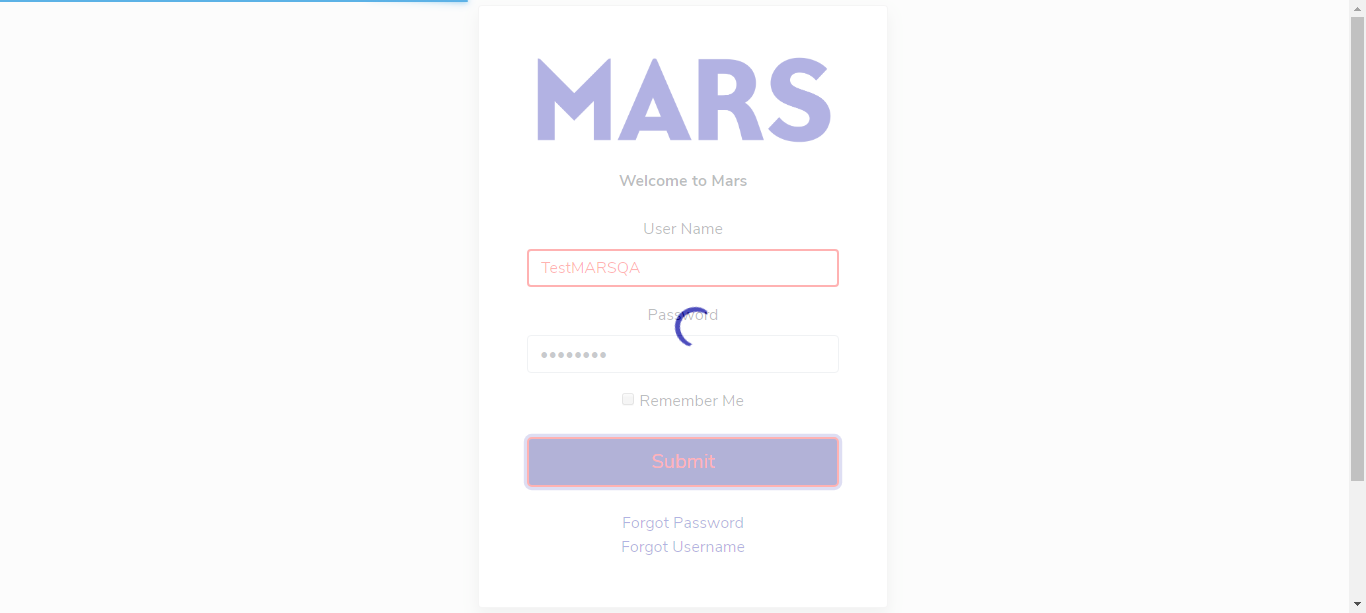 MARS
Welcome to Mars
User Name
TestMARSQA
Password
Remember Me
Submit
Forgot Password
Forgot Username